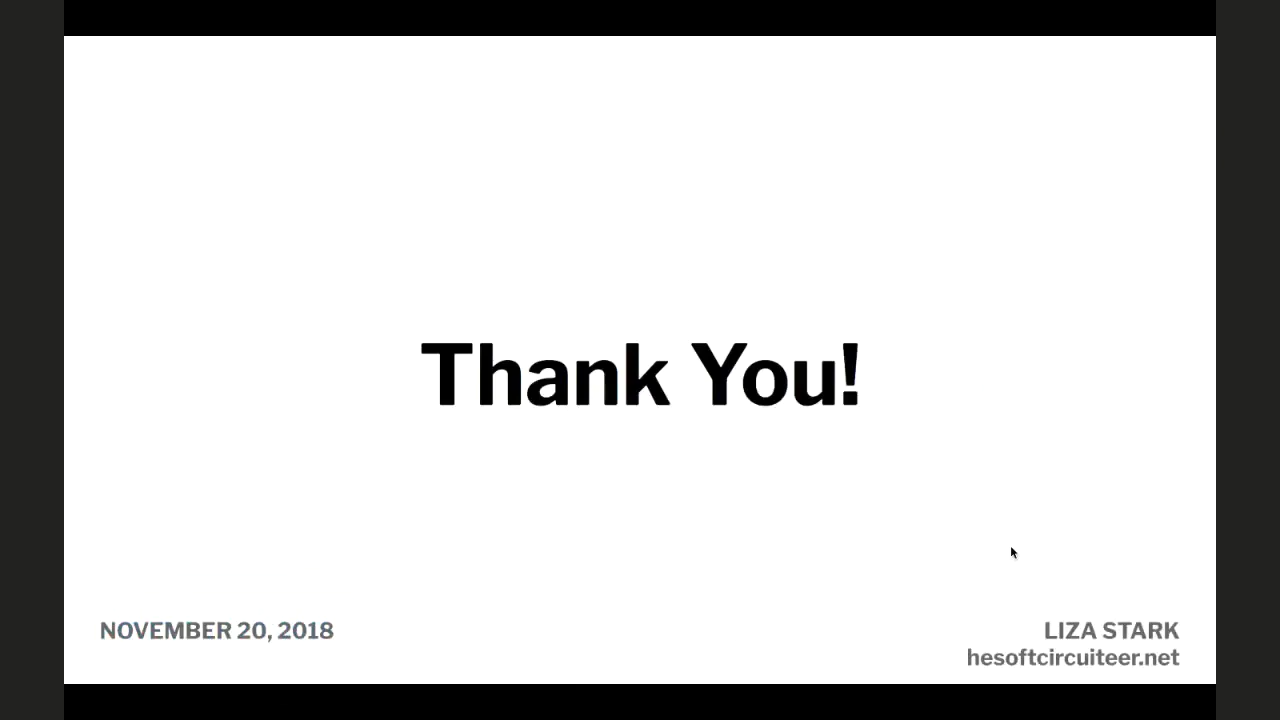 Thank You!
NOVEMBER 20, 2018
LIZA STARK
hesoftcircuiteer.net